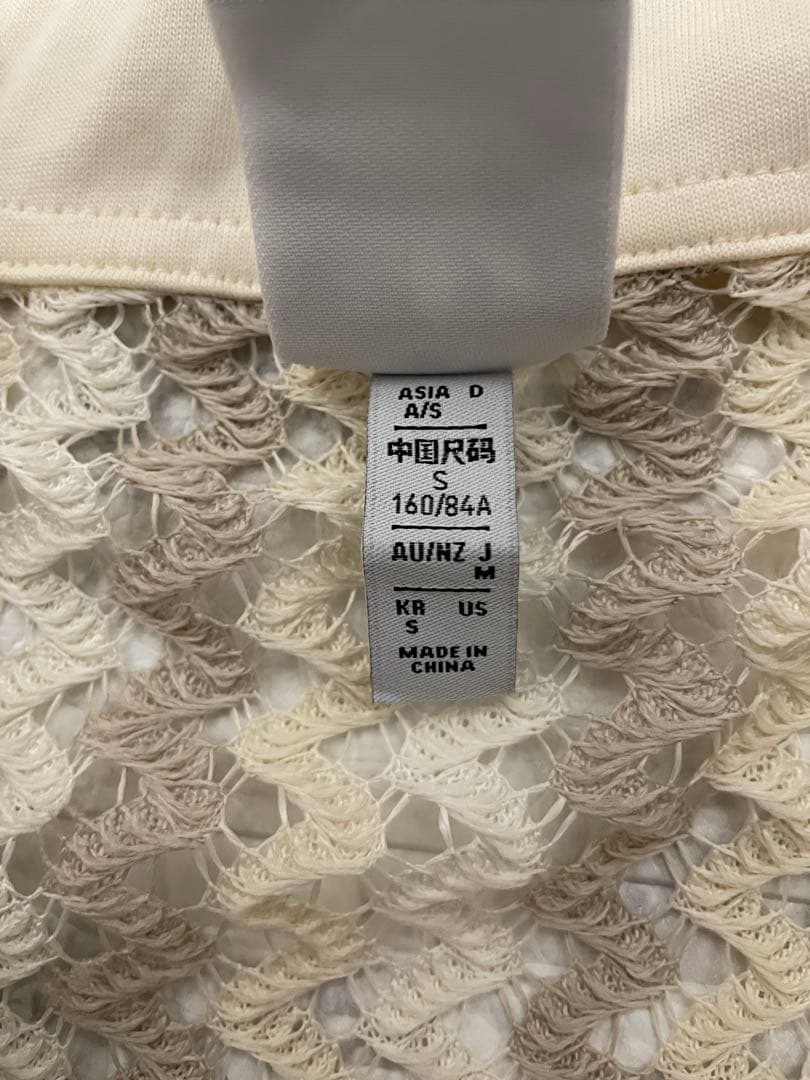 ASIA D
A/S
中国尺码
S
160/84A
AU/NZ J
M
KR US
S
MADE IN
CHINA